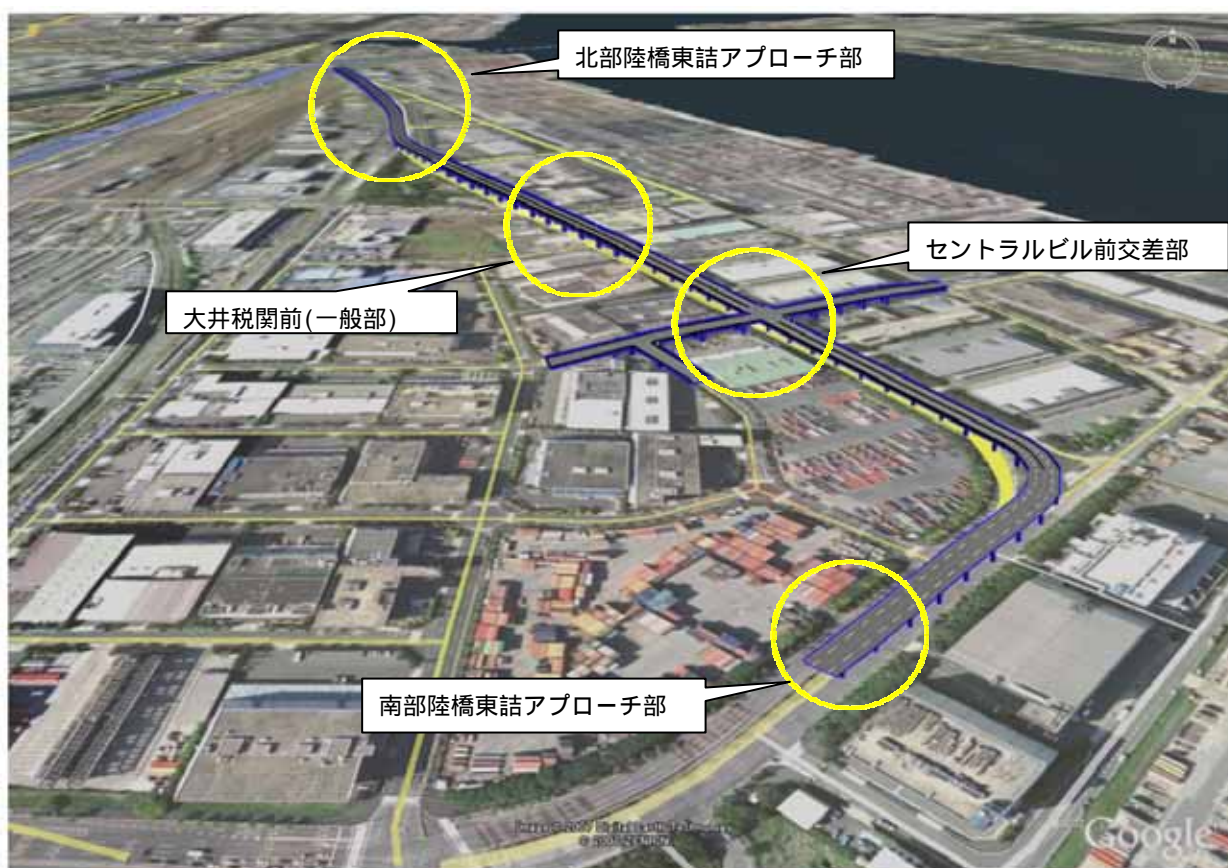 北部陸橋東詰アプローチ部
セントラルビル前交差部
大井税関前(一般部)
南部陸橋東詰アプローチ部
Google